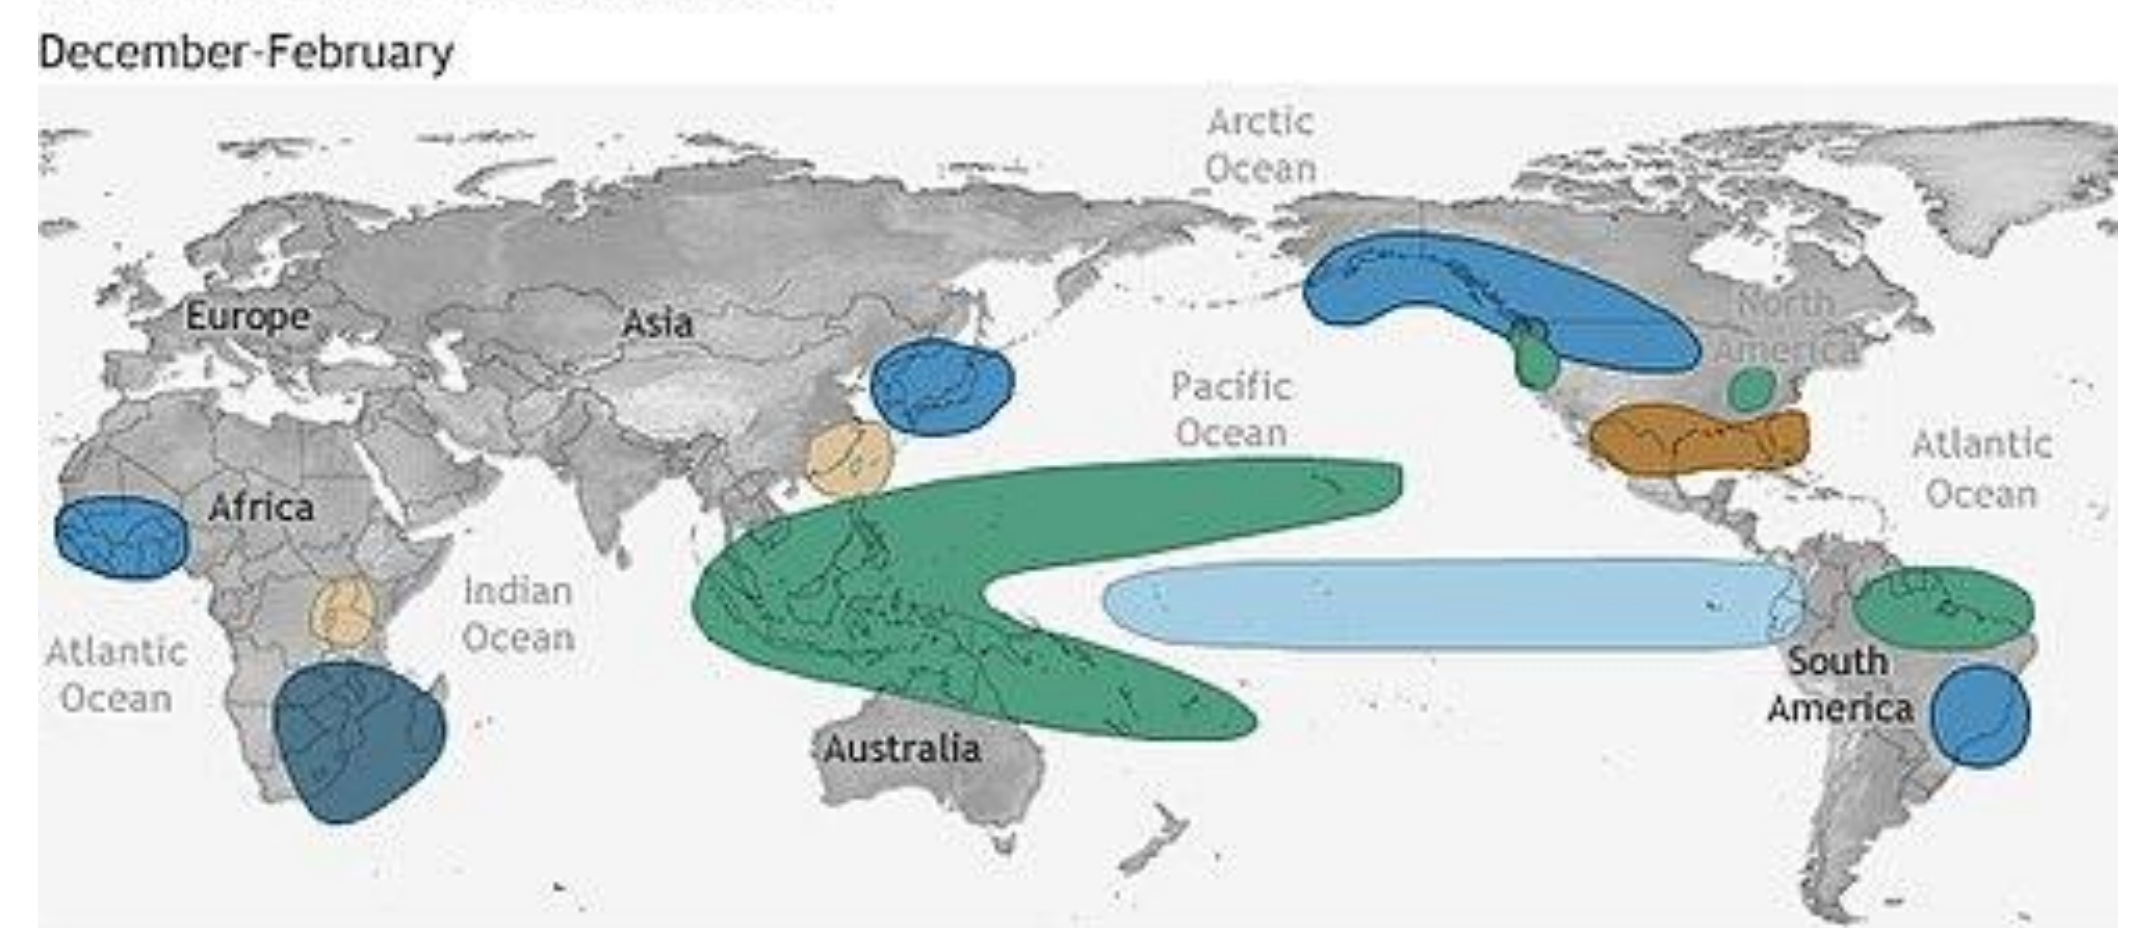 December-February
Arctic
Ocean
Europe
Asia
North
America
Pacific
Ocean
Atlantic
Ocean
Africa
Indian
Ocean
Atlantic
Ocean
South
America
Australia